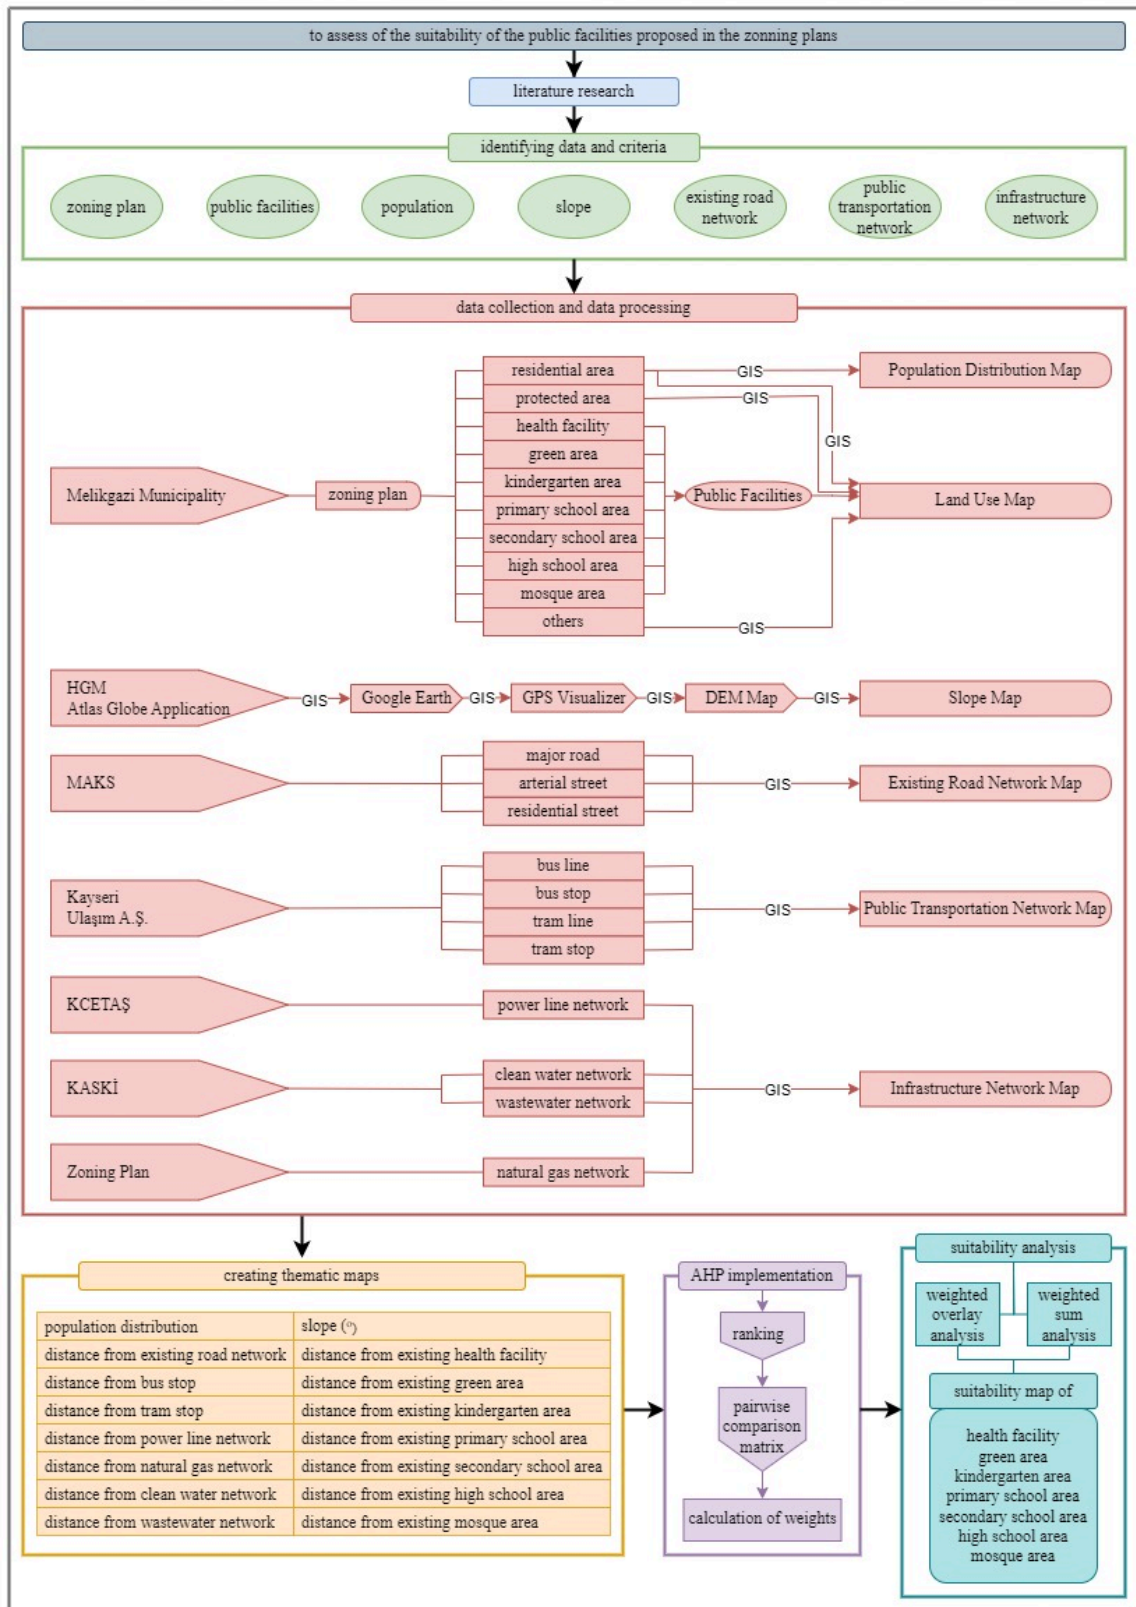 to assess of the suitability of the public facilities proposed in the zonning plans
literature research
identifying data and criteria
zoning plan
public facilities
population
slope
existing road
network
public
transportation
network
infrastructure
network
data collection and data processing
Melikgazi Municipality
zoning plan
residential area
protected area
health facility
green area
kindergarten area
primary school area
secondary school area
high school area
mosque area
others
Public Facilities
GIS
GIS
GIS
GIS
Population Distribution Map
Land Use Map
HGM
Atlas Globe Application
GIS
Google Earth
GIS
GPS Visualizer
GIS
DEM Map
GIS
Slope Map
MAKS
major road
arterial street
residential street
GIS
Existing Road Network Map
Kayseri
Ulaşım A.Ş.
bus line
bus stop
tram line
tram stop
GIS
Public Transportation Network Map
KCETAŞ
power line network
KASKİ
clean water network
wastewater network
GIS
Infrastructure Network Map
Zoning Plan
natural gas network
creating thematic maps
population distribution
slope (°)
distance from existing road network
distance from existing health facility
distance from bus stop
distance from existing green area
distance from tram stop
distance from existing kindergarten area
distance from power line network
distance from existing primary school area
distance from natural gas network
distance from existing secondary school area
distance from clean water network
distance from existing high school area
distance from wastewater network
distance from existing mosque area
AHP implementation
ranking
pairwise
comparison
matrix
calculation of weights
suitability analysis
weighted
overlay
analysis
weighted
sum
analysis
suitability map of
health facility
green area
kindergarten area
primary school area
secondary school area
high school area
mosque area